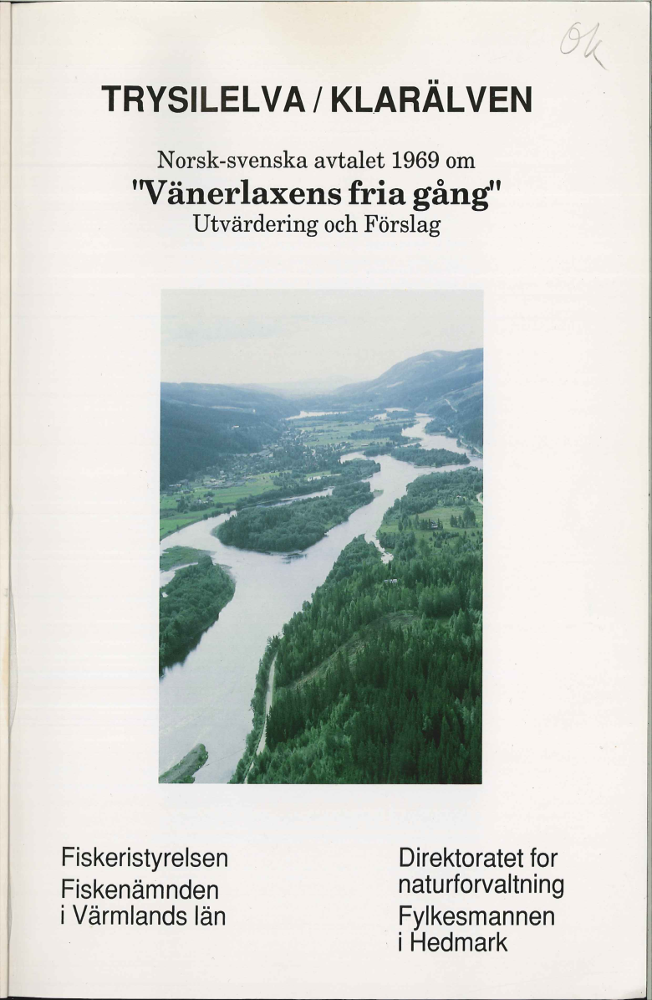 Ok
TRYSILELVA / KLARÄLVEN
Norsk-svenska avtalet 1969 om
"Vänerlaxens fria gång"
Utvärdering och Förslag
Fiskeristyrelsen
Fiskenämnden
i Värmlands län
Direktoratet for
naturforvaltning
Fylkesmannen
i Hedmark